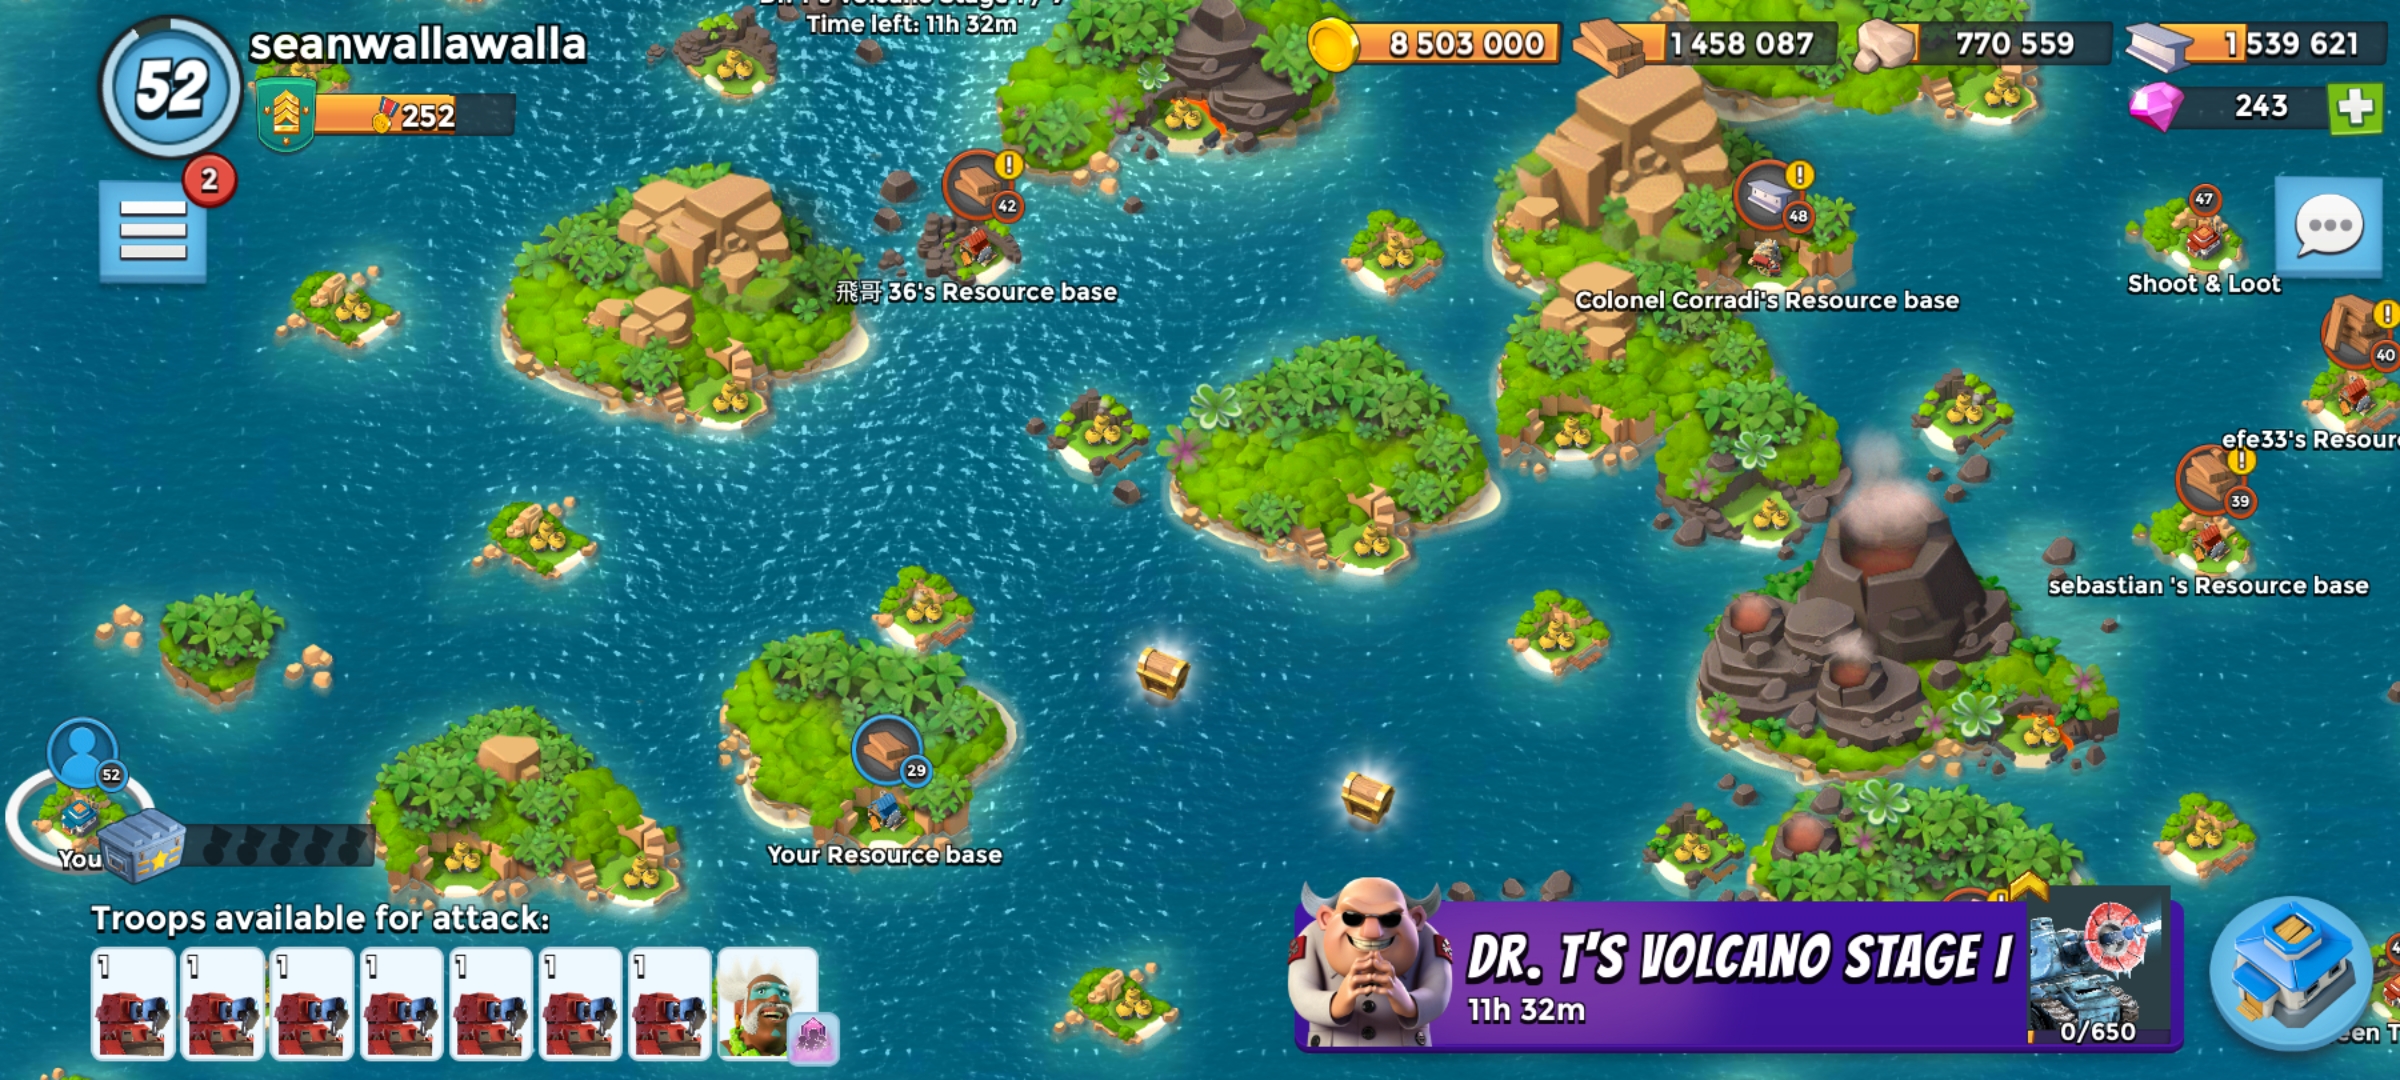 Time left: 11h 32m
52
seanwallawalla
252
8 503 000
1 458 087
770 559
1 539 621
243
2
42
飛哥 36's Resource base
48
Colonel Corradi's Resource base
47
Shoot & Loot
40
efe33's Resour
39
sebastian 's Resource base
52
You
29
Your Resource base
Troops available for attack:
1
1
1
1
1
1
1
DR. T'S VOLCANO STAGE I
11h 32m
0/650